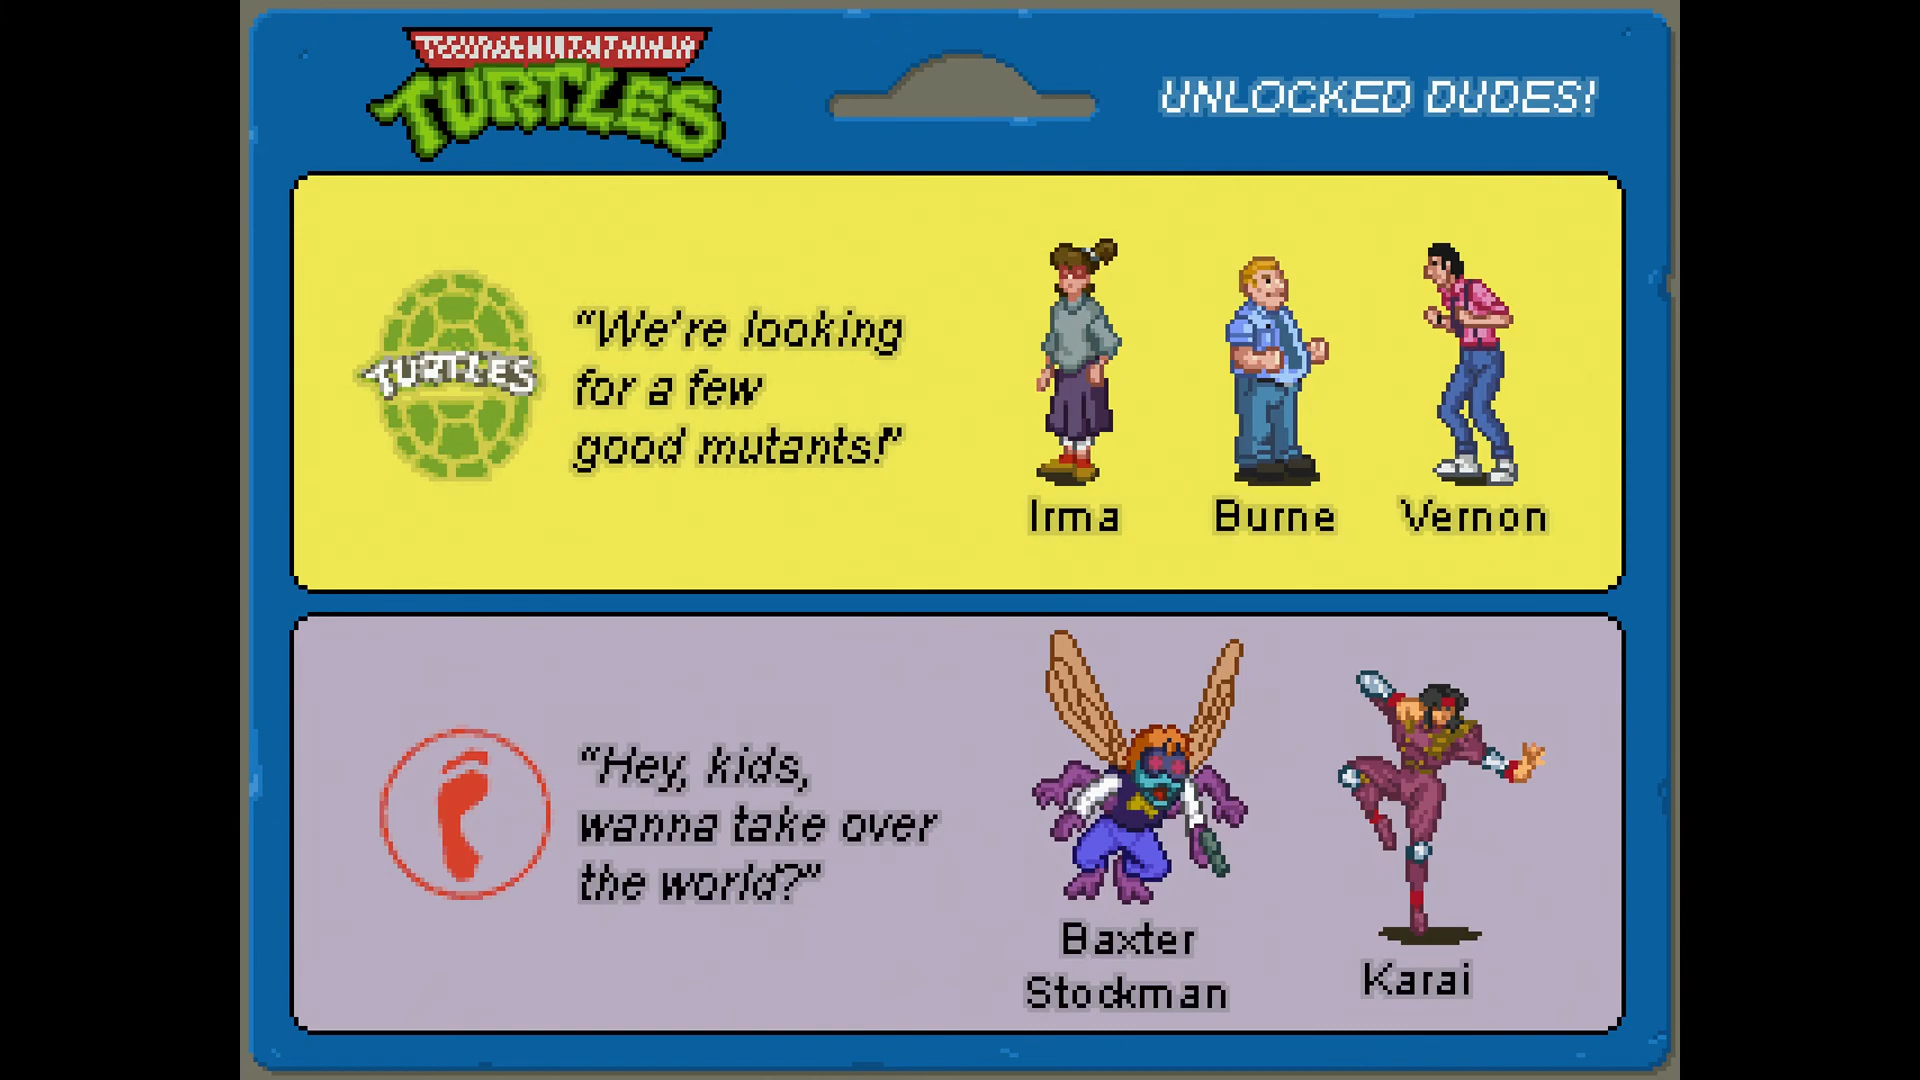 TEENAGE MUTANT NINJA
TURTLES
UNLOCKED DUDES!
TURTLES
“We're looking
for a few
good mutants!”
Irma
Burne
Vernon
“Hey, kids,
wanna take over
the world?”
Baxter
Stockman
Karai